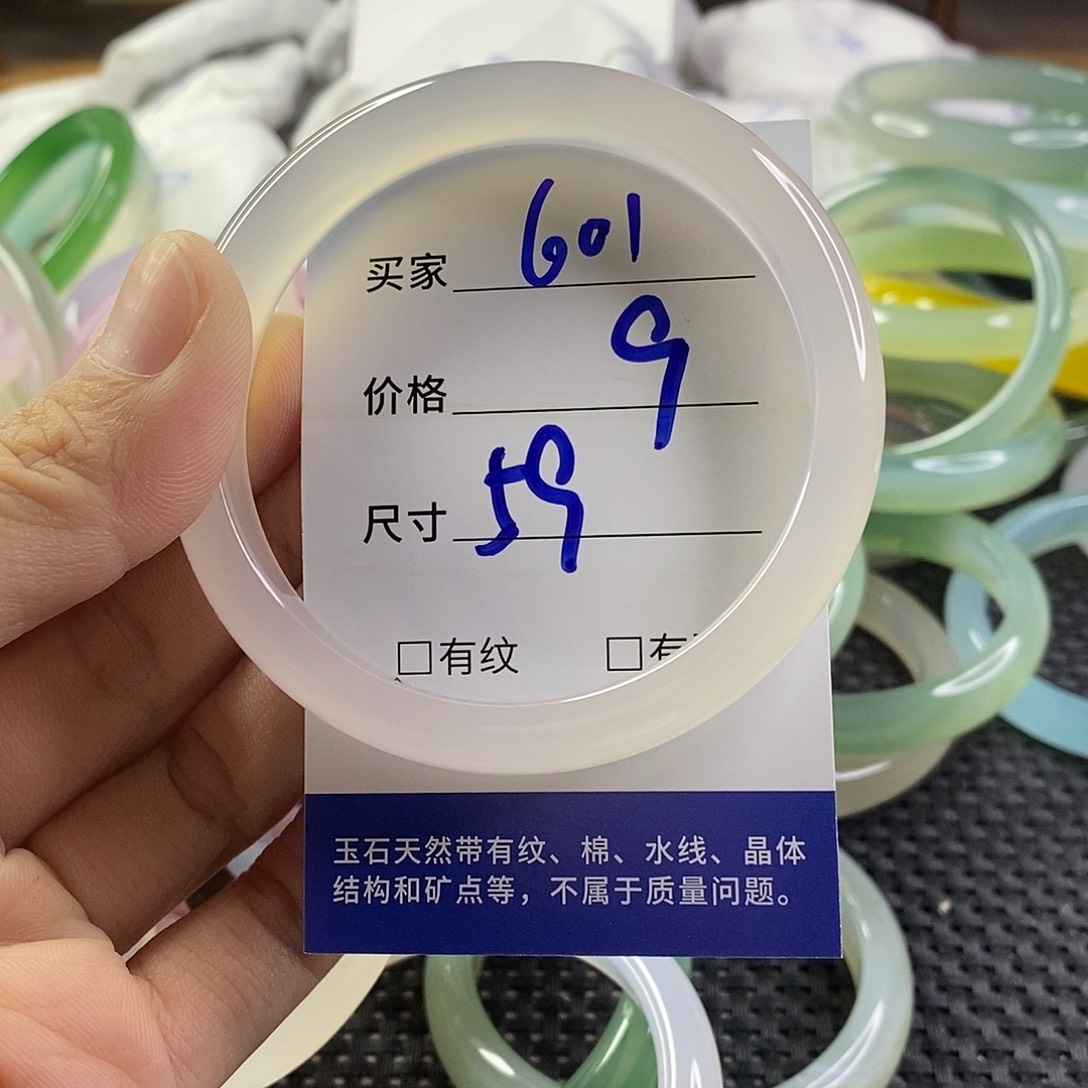 买家 601
价格 9
尺寸 59
□有纹 □有
玉石天然带有纹、棉、水线、晶体
结构和矿点等，不属于质量问题。